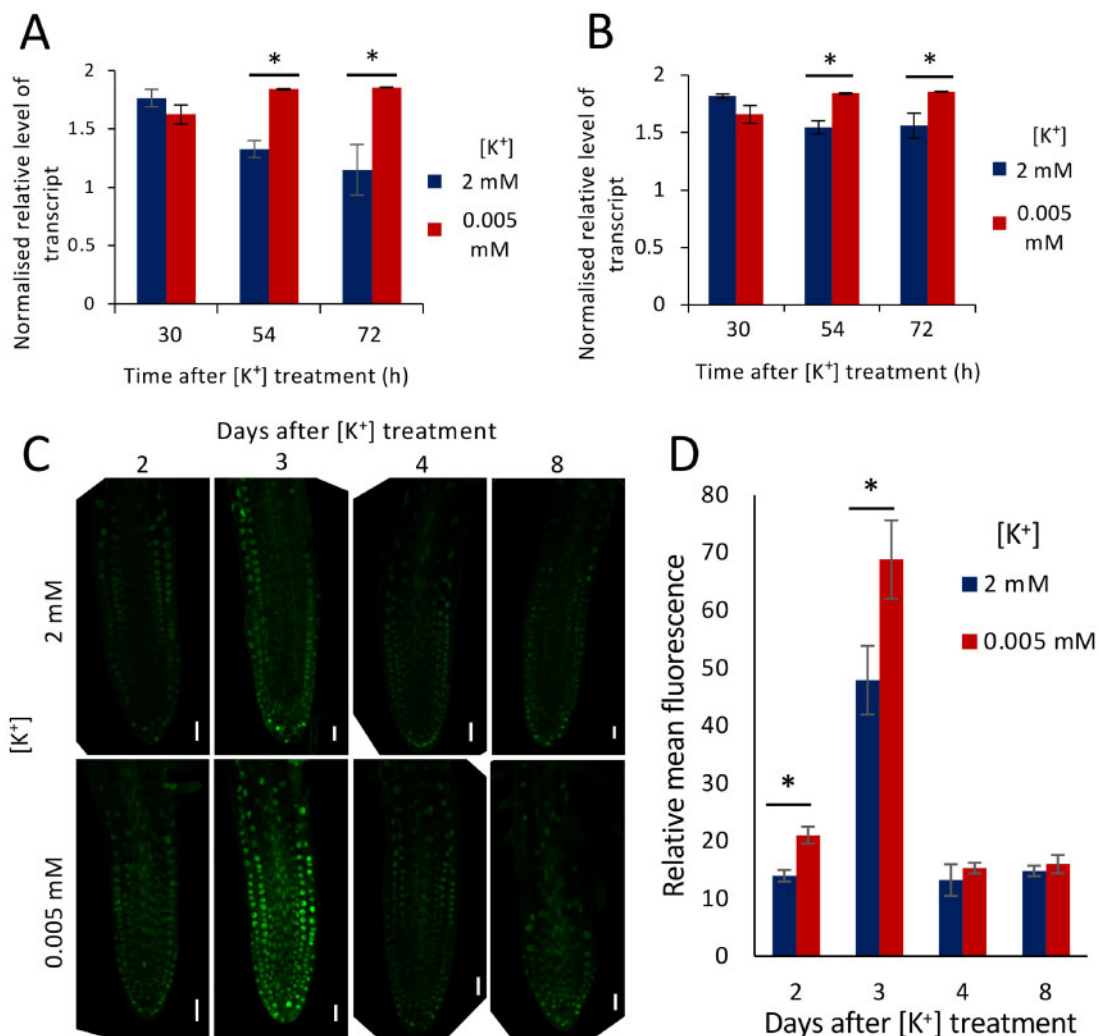 A
Normalised relative level of
transcript
2
1.5
1
0.5
0
*
*
[K⁺]
2 mM
0.005
mM
30
54
72
Time after [K⁺] treatment (h)
B
Normalised relative level of
transcript
2
1.5
1
0.5
0
*
*
[K⁺]
2 mM
0.005
mM
30
54
72
Time after [K⁺] treatment (h)
C
Days after [K⁺] treatment
2
3
4
8
[K⁺]
2 mM
0.005 mM
D
Relative mean fluorescence
80
70
60
50
40
30
20
10
0
*
*
[K⁺]
2 mM
0.005 mM
2
3
4
8
Days after [K⁺] treatment